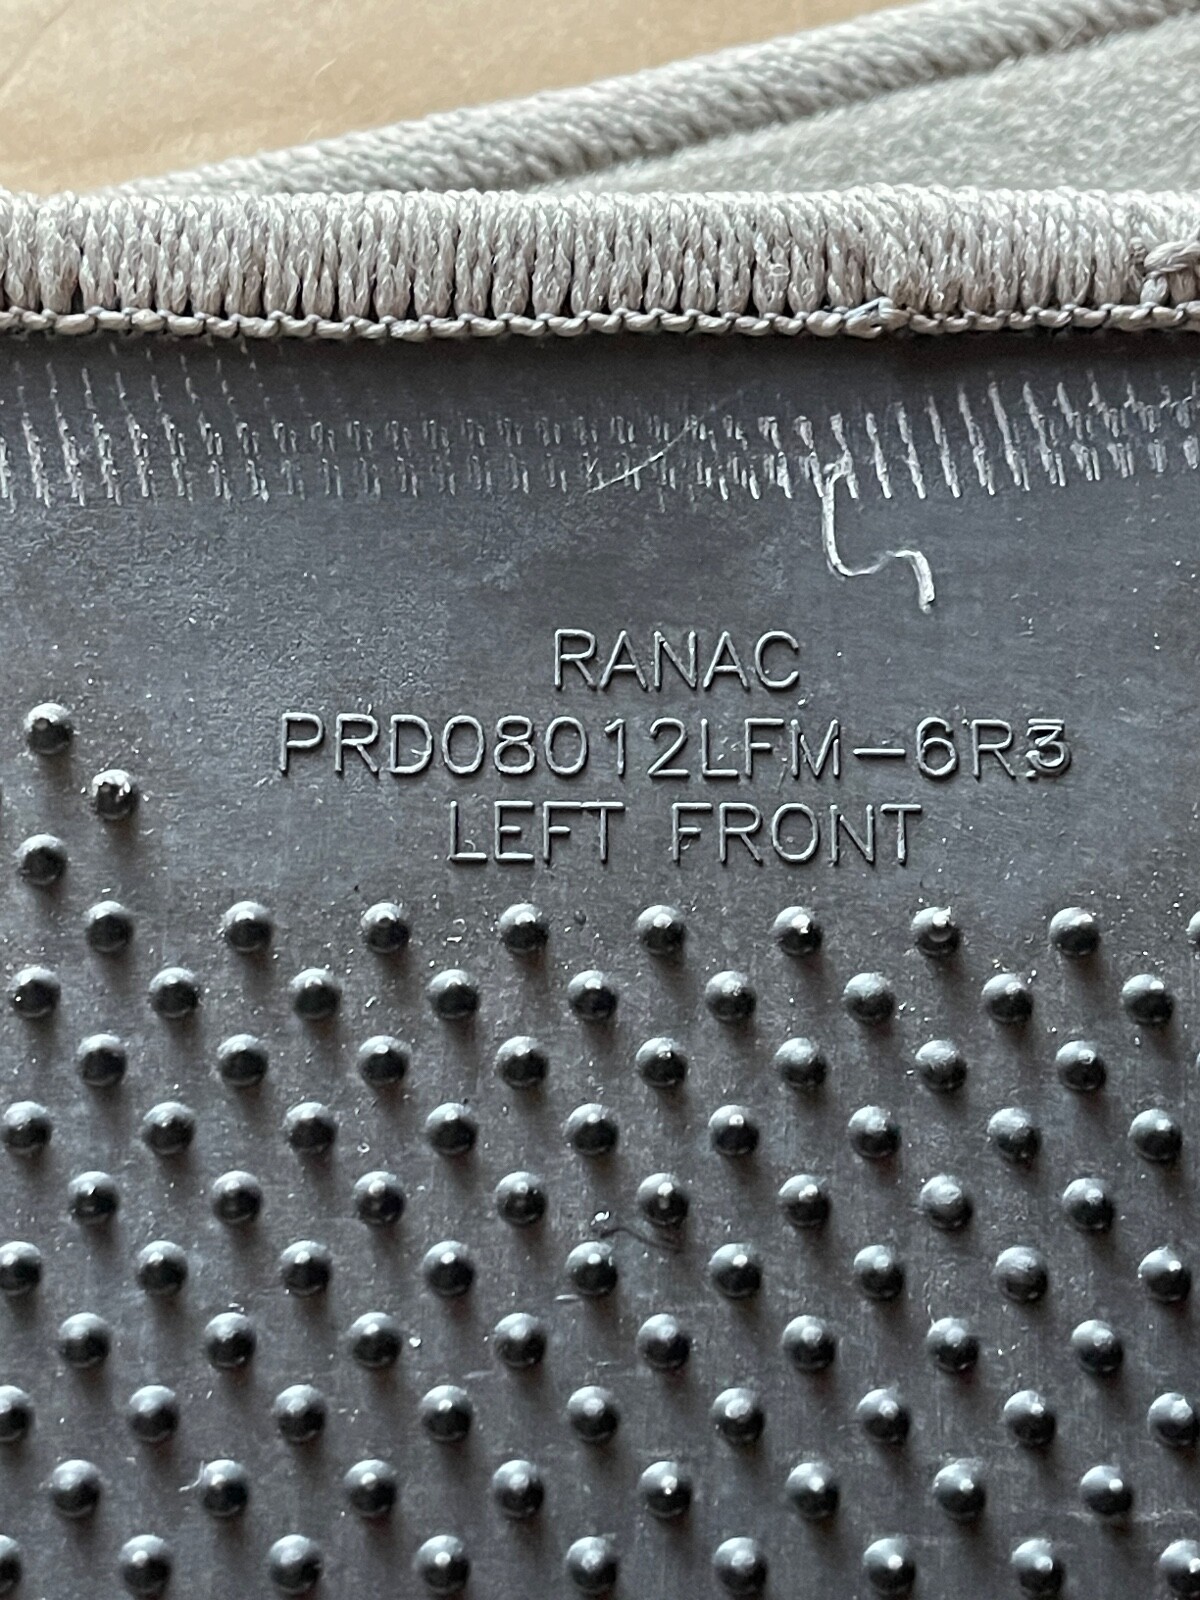 RANAC
PRD08012LFM-6R3
LEFT FRONT